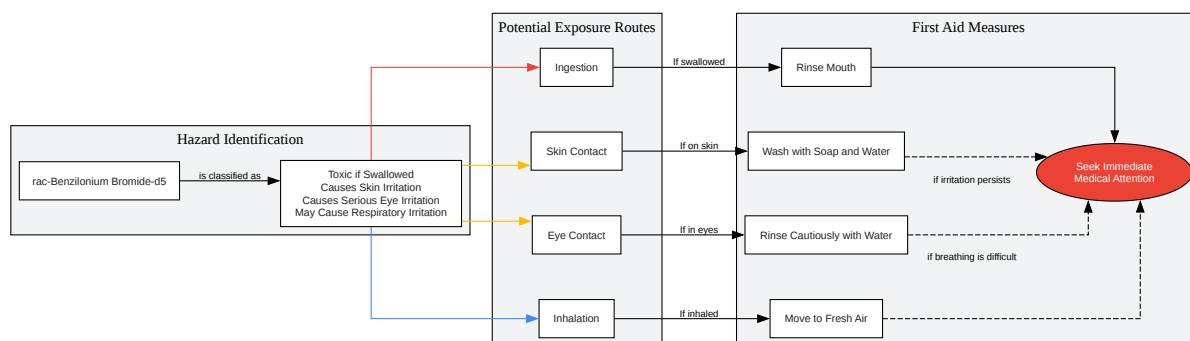 Potential Exposure Routes
First Aid Measures
Ingestion
If swallowed
Rinse Mouth
Hazard Identification
rac-Benzilonium Bromide-d5
is classified as
Toxic if Swallowed
Causes Skin Irritation
Causes Serious Eye Irritation
May Cause Respiratory Irritation
Skin Contact
If on skin
Wash with Soap and Water
if irritation persists
Seek Immediate
Medical Attention
Eye Contact
If in eyes
Rinse Cautiously with Water
if breathing is difficult
Inhalation
If inhaled
Move to Fresh Air